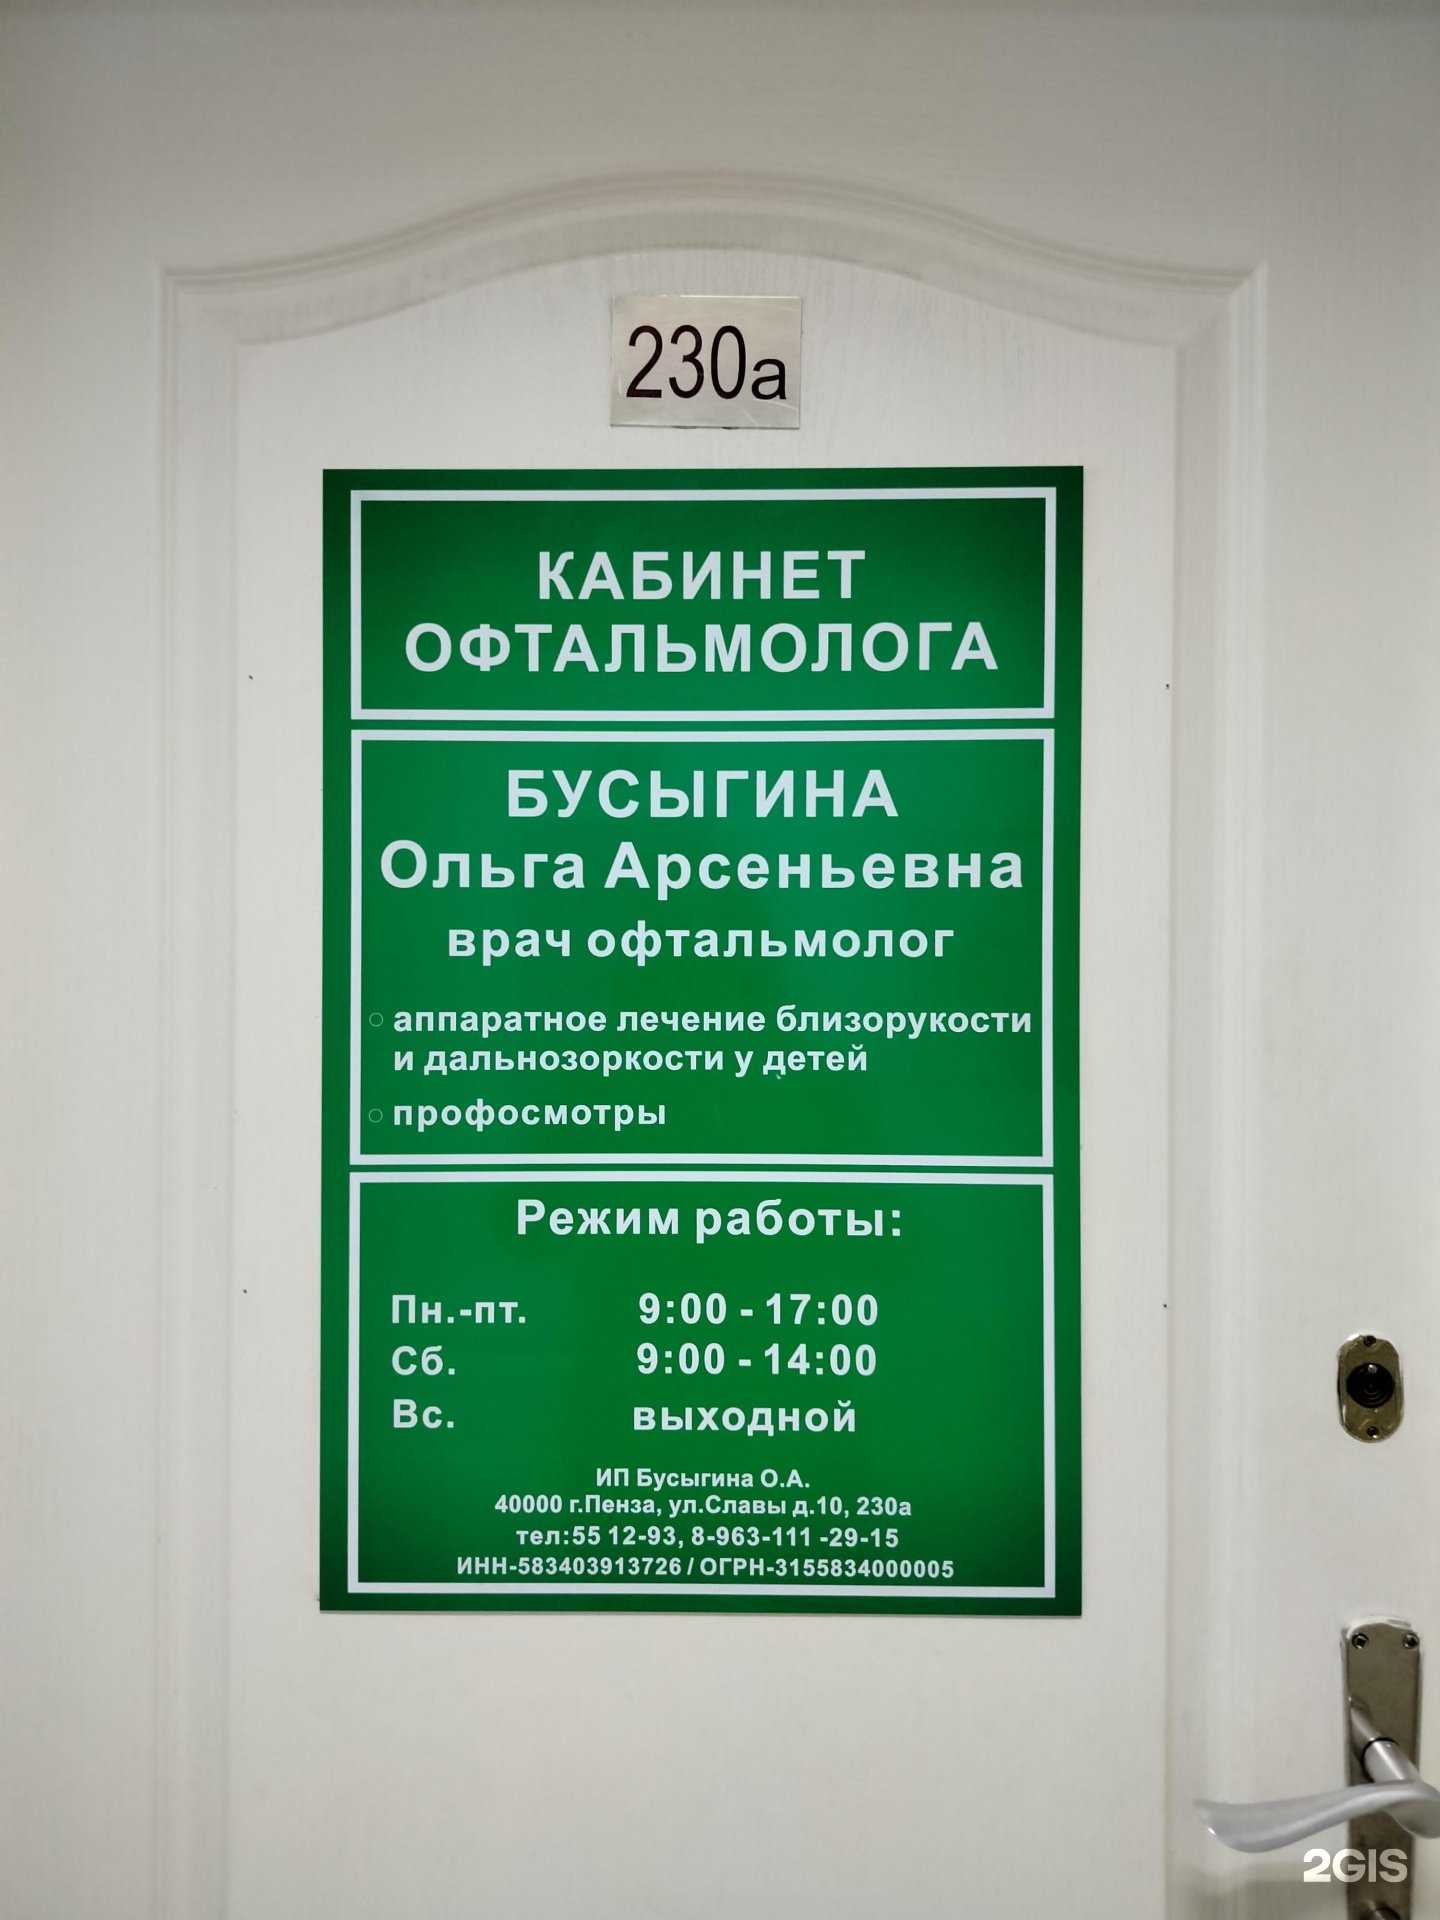 230а
КАБИНЕТ
ОФТАЛЬМОЛОГА
БУСЫГИНА
Ольга Арсеньевна
врач офтальмолог
аппаратное лечение близорукости
и дальнозоркости у детей
профосмотры
Режим работы:
Пн.-пт. 9:00 - 17:00
Сб. 9:00 - 14:00
Вс. выходной
ИП Бусыгина О.А.
40000 г.Пенза, ул.Славы д.10, 230а
тел:55 12-93, 8-963-111 -29-15
ИНН-583403913726 / ОГРН-3155834000005
2GIS